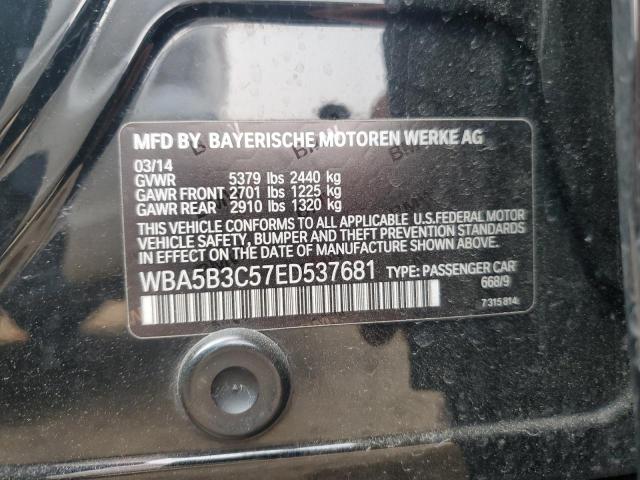 MFD BY. BAYERISCHE MOTOREN WERKE AG
03/14
GVWR 5379 lbs 2440 kg
GAWR FRONT 2701 lbs 1225 kg
GAWR REAR 2910 lbs 1320 kg
THIS VEHICLE CONFORMS TO ALL APPLICABLE U.S.FEDERAL MOTOR
VEHICLE SAFETY, BUMPER, AND THEFT PREVENTION STANDARDS
IN EFFECT ON THE DATE OF MANUFACTURE SHOWN ABOVE.
WBA5B3C57ED537681 TYPE: PASSENGER CAR
668/9
7 315 814